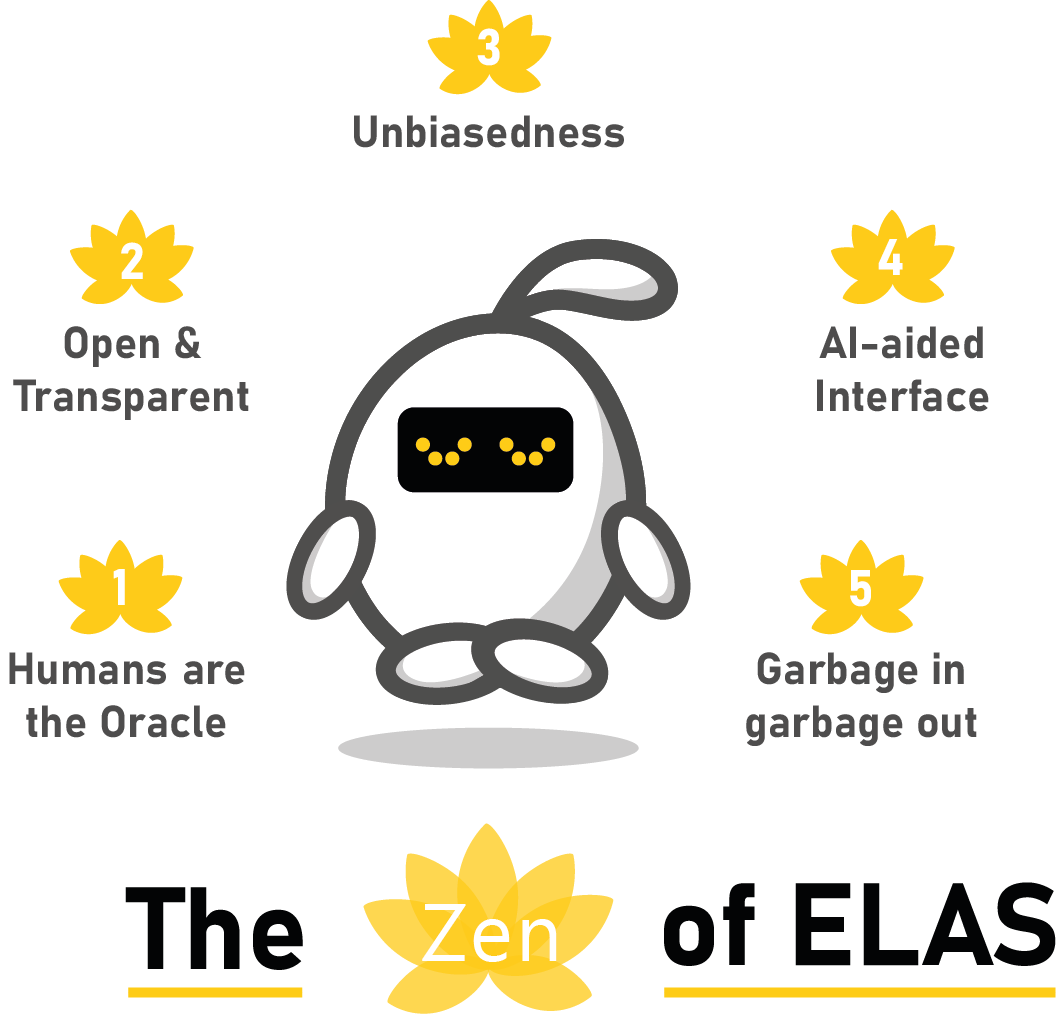 3
Unbiasedness
2
Open &
Transparent
4
AI-aided
Interface
1
Humans are
the Oracle
5
Garbage in
garbage out
The Zen of ELAS